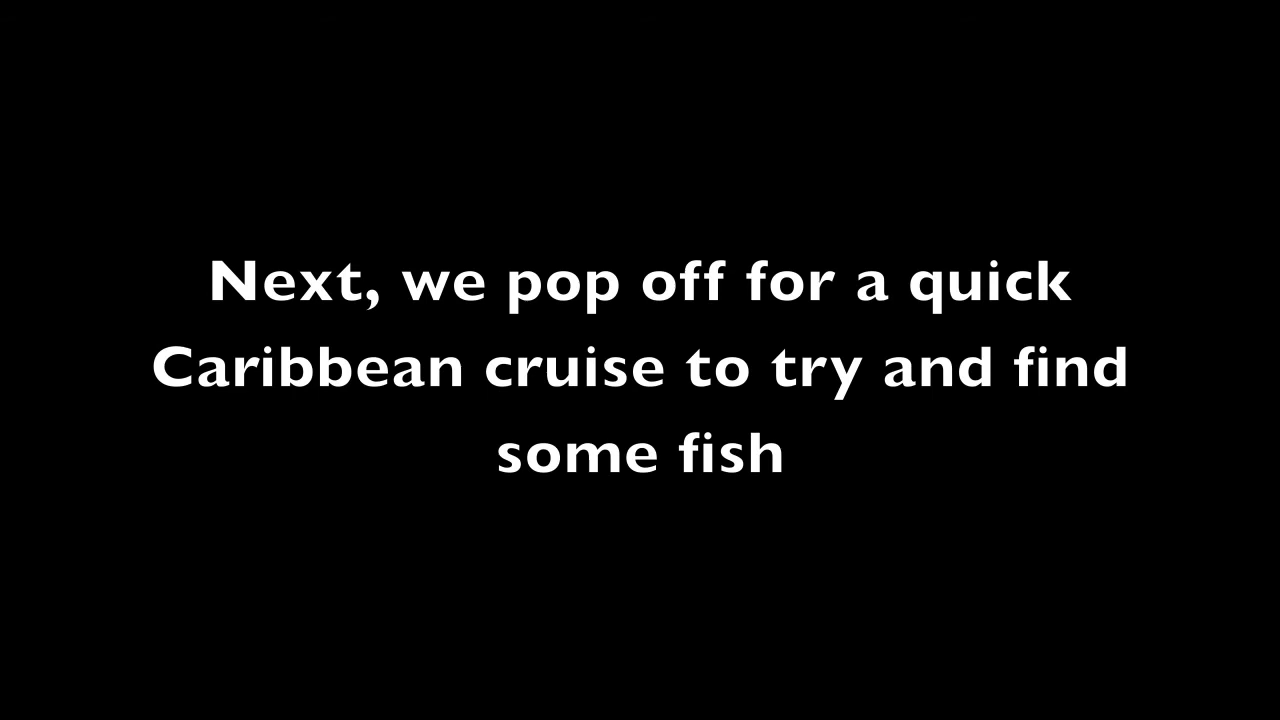 Next, we pop off for a quick
Caribbean cruise to try and find
some fish